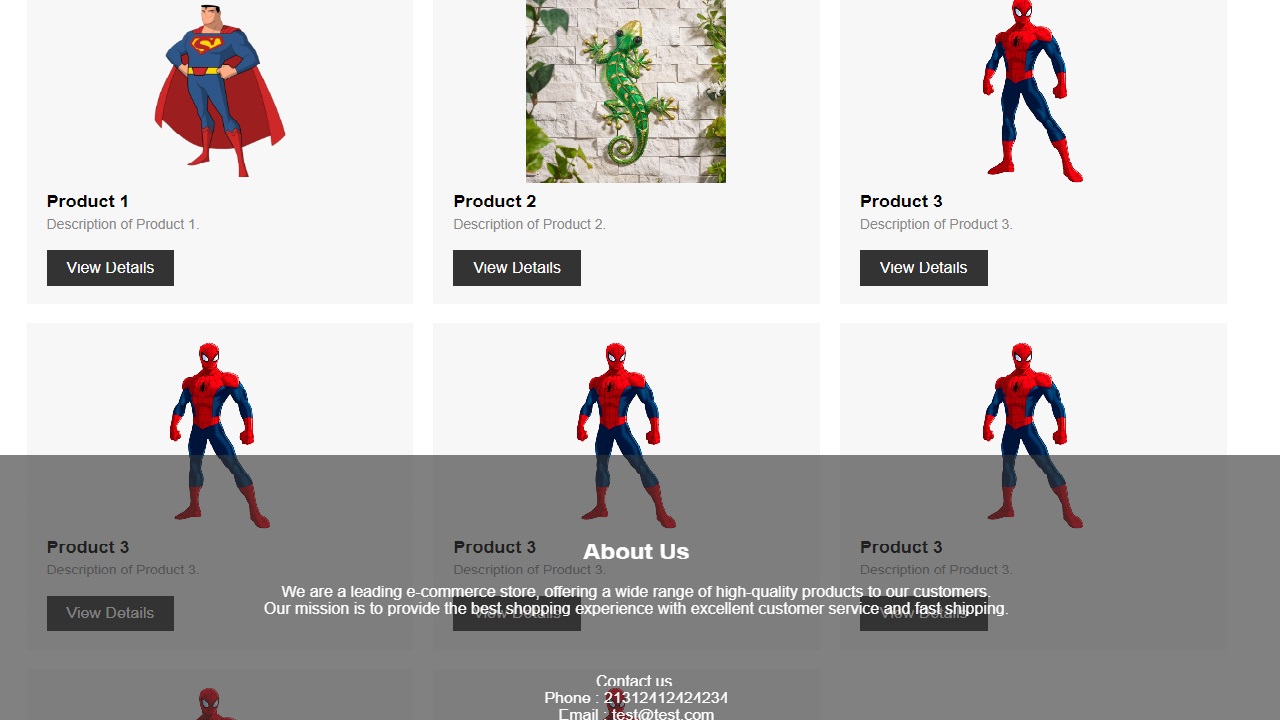 Product 1
Description of Product 1.
View Details
Product 2
Description of Product 2.
View Details
Product 3
Description of Product 3.
View Details
Product 3
Description of Product 3.
View Details
Product 3
Description of Product 3.
View Details
Product 3
Description of Product 3.
View Details
About Us
We are a leading e-commerce store, offering a wide range of high-quality products to our customers.
Our mission is to provide the best shopping experience with excellent customer service and fast shipping.
Contact us
Phone : 21312412424234
Email : test@test.com